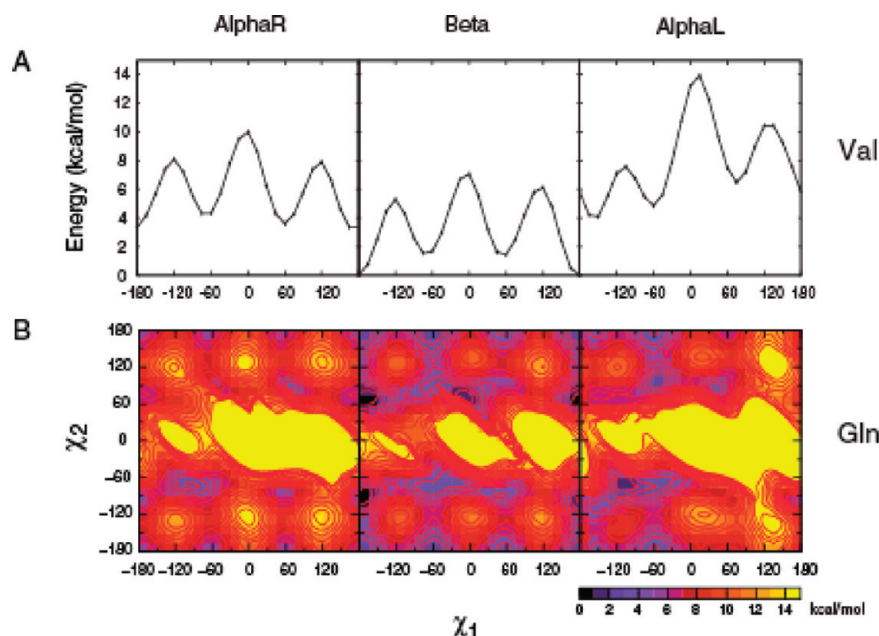 AlphaR Beta AlphaL
A
14
12
10
8
6
4
2
0
Energy (kcal/mol)
Val
-180 -120 -60 0 60 120 -120 -60 0 60 120 -120 -60 0 60 120 180
B
180
120
60
0
-60
-120
-180
χ2
Gln
-180 -120 -60 0 60 120 -120 -60 0 60 120 -120 -60 0 60 120 180
0 2 4 6 8 10 12 14 kcal/mol
χ1